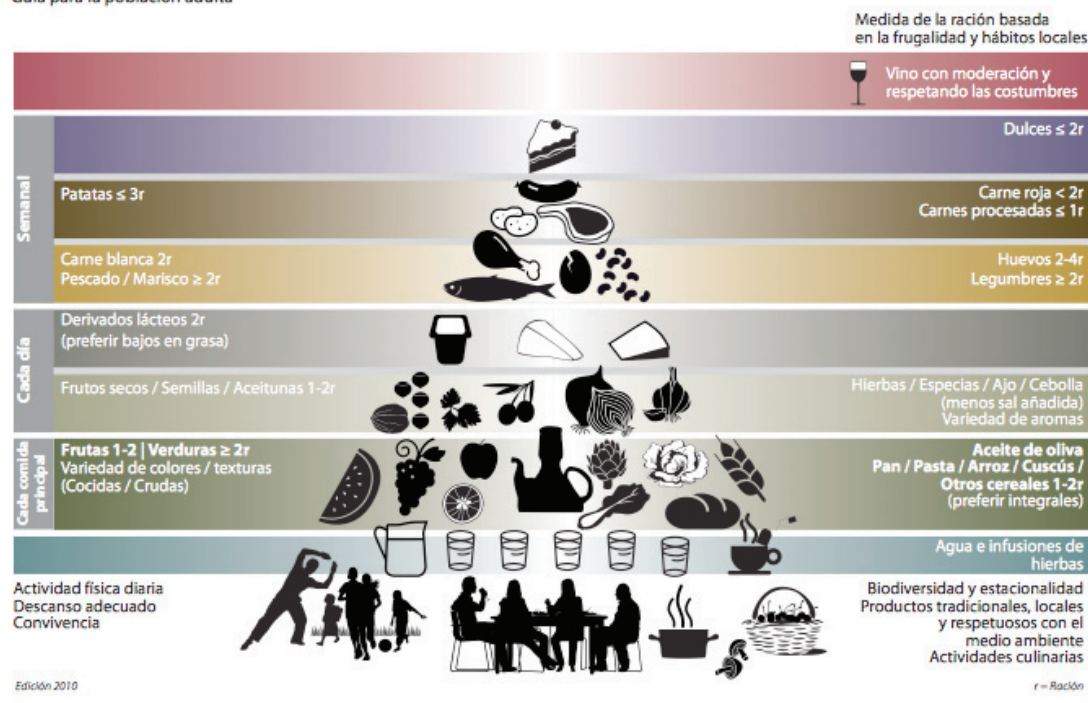 Guía para la población adulta
Medida de la ración basada
en la frugalidad y hábitos locales
Vino con moderación y
respetando las costumbres
Semanal
Dulces ≤ 2r
Patatas ≤ 3r
Carne roja < 2r
Carnes procesadas ≤ 1r
Carne blanca 2r
Pescado / Marisco ≥ 2r
Huevos 2-4r
Legumbres ≥ 2r
Cada día
Derivados lácteos 2r
(preferir bajos en grasa)
Frutos secos / Semillas / Aceitunas 1-2r
Hierbas / Especias / Ajo / Cebolla
(menos sal añadida)
Variedad de aromas
Cada comida
principal
Frutas 1-2 | Verduras ≥ 2r
Variedad de colores / texturas
(Cocidas / Crudas)
Aceite de oliva
Pan / Pasta / Arroz / Cuscús /
Otros cereales 1-2r
(preferir integrales)
Agua e infusiones de
hierbas
Actividad física diaria
Descanso adecuado
Convivencia
Biodiversidad y estacionalidad
Productos tradicionales, locales
y respetuosos con el
medio ambiente
Actividades culinarias
Edición 2010
r = Ración